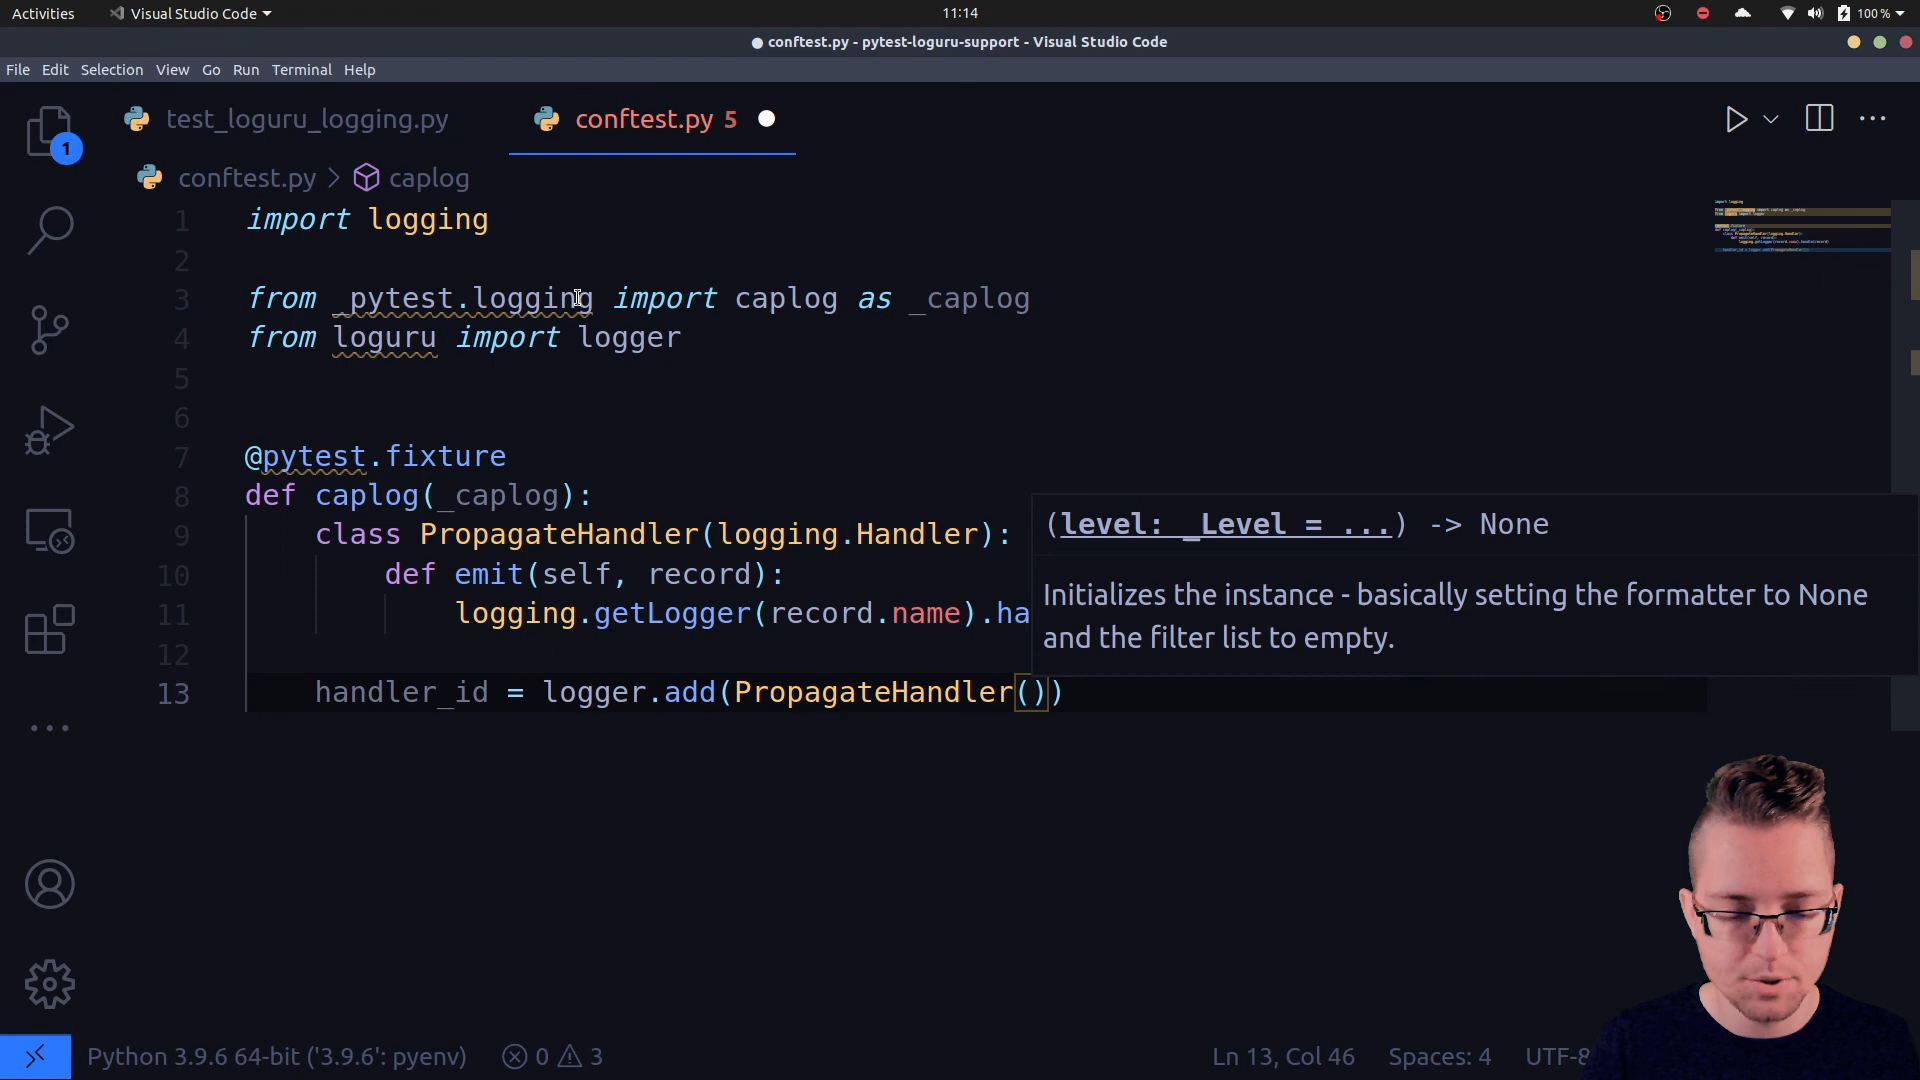 Activities
Visual Studio Code
11:14
100 %
● conftest.py - pytest-loguru-support - Visual Studio Code
File Edit Selection View Go Run Terminal Help
1
test_loguru_logging.py
conftest.py 5
conftest.py > caplog
1 import logging
2
3 from _pytest.logging import caplog as _caplog
4 from loguru import logger
5
6
7 @pytest.fixture
8 def caplog(_caplog):
9 class PropagateHandler(logging.Handler):
10 def emit(self, record):
11 logging.getLogger(record.name).ha
12
13 handler_id = logger.add(PropagateHandler())
(level: _Level = ...) -> None
Initializes the instance - basically setting the formatter to None
and the filter list to empty.
Python 3.9.6 64-bit ('3.9.6': pyenv)
0
3
Ln 13, Col 46
Spaces: 4
UTF-8